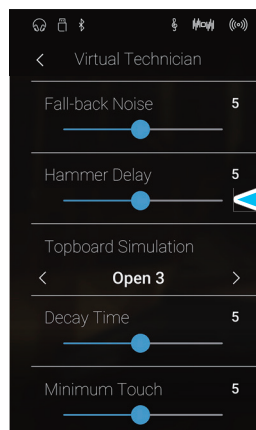 Virtual Technician
Fall-back Noise 5
Hammer Delay 5
Topboard Simulation
Open 3
Decay Time 5
Minimum Touch 5